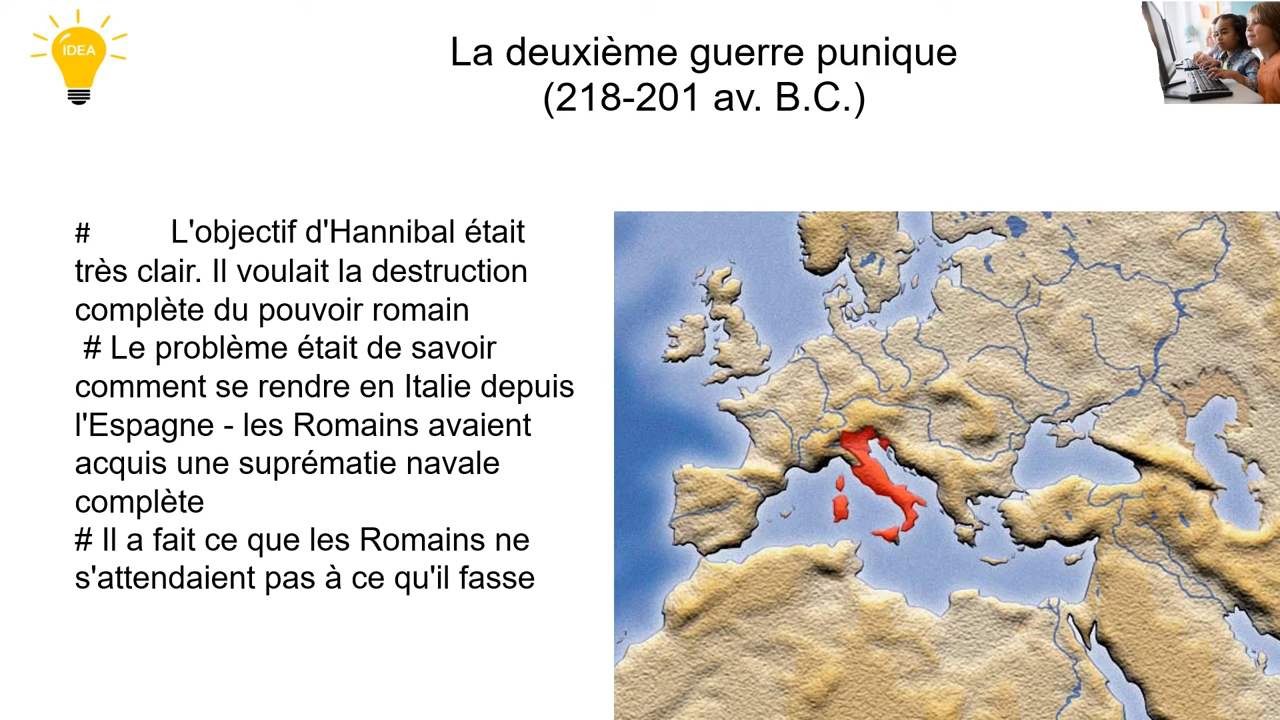 IDEA
La deuxième guerre punique
(218-201 av. B.C.)
# L'objectif d'Hannibal était
très clair. Il voulait la destruction
complète du pouvoir romain
# Le problème était de savoir
comment se rendre en Italie depuis
l'Espagne - les Romains avaient
acquis une suprématie navale
complète
# Il a fait ce que les Romains ne
s'attendaient pas à ce qu'il fasse